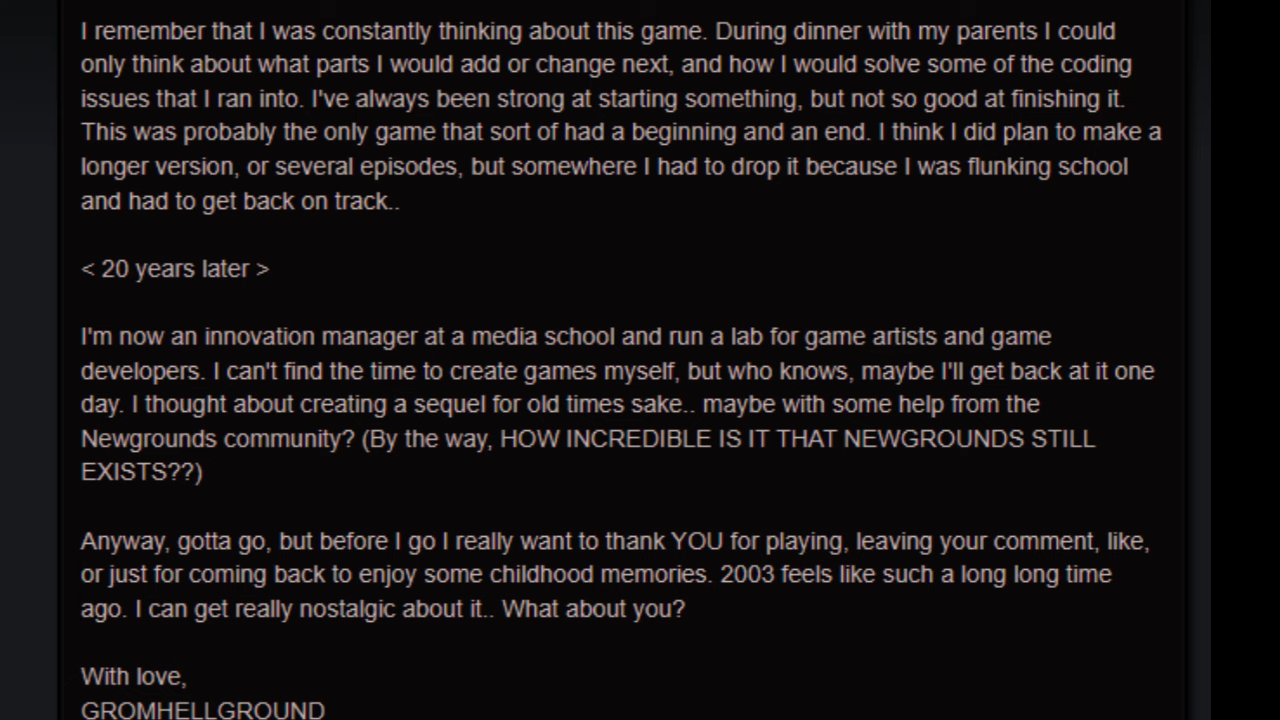 I remember that I was constantly thinking about this game. During dinner with my parents I could
only think about what parts I would add or change next, and how I would solve some of the coding
issues that I ran into. I've always been strong at starting something, but not so good at finishing it.
This was probably the only game that sort of had a beginning and an end. I think I did plan to make a
longer version, or several episodes, but somewhere I had to drop it because I was flunking school
and had to get back on track..
< 20 years later >
I'm now an innovation manager at a media school and run a lab for game artists and game
developers. I can't find the time to create games myself, but who knows, maybe I'll get back at it one
day. I thought about creating a sequel for old times sake.. maybe with some help from the
Newgrounds community? (By the way, HOW INCREDIBLE IS IT THAT NEWGROUNDS STILL
EXISTS??)
Anyway, gotta go, but before I go I really want to thank YOU for playing, leaving your comment, like,
or just for coming back to enjoy some childhood memories. 2003 feels like such a long long time
ago. I can get really nostalgic about it.. What about you?
With love,
GROMHELLGROUND